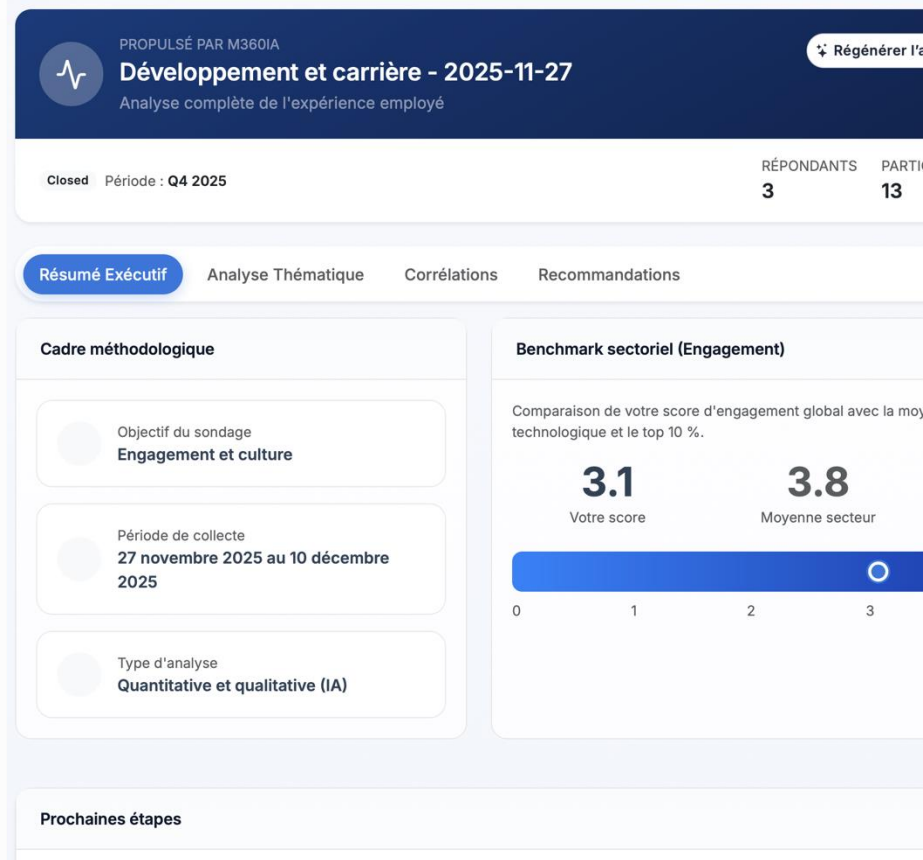 PROPULSÉ PAR M360IA
Développement et carrière - 2025-11-27
Analyse complète de l'expérience employé
Régénérer l'a
Closed Période : Q4 2025
RÉPONDANTS
3
PARTI
13
Résumé Exécutif
Analyse Thématique
Corrélations
Recommandations
Cadre méthodologique
Objectif du sondage
Engagement et culture
Période de collecte
27 novembre 2025 au 10 décembre
2025
Type d'analyse
Quantitative et qualitative (IA)
Benchmark sectoriel (Engagement)
Comparaison de votre score d'engagement global avec la moy
technologique et le top 10 %.
3.1
Votre score
3.8
Moyenne secteur
0 1 2 3
Prochaines étapes